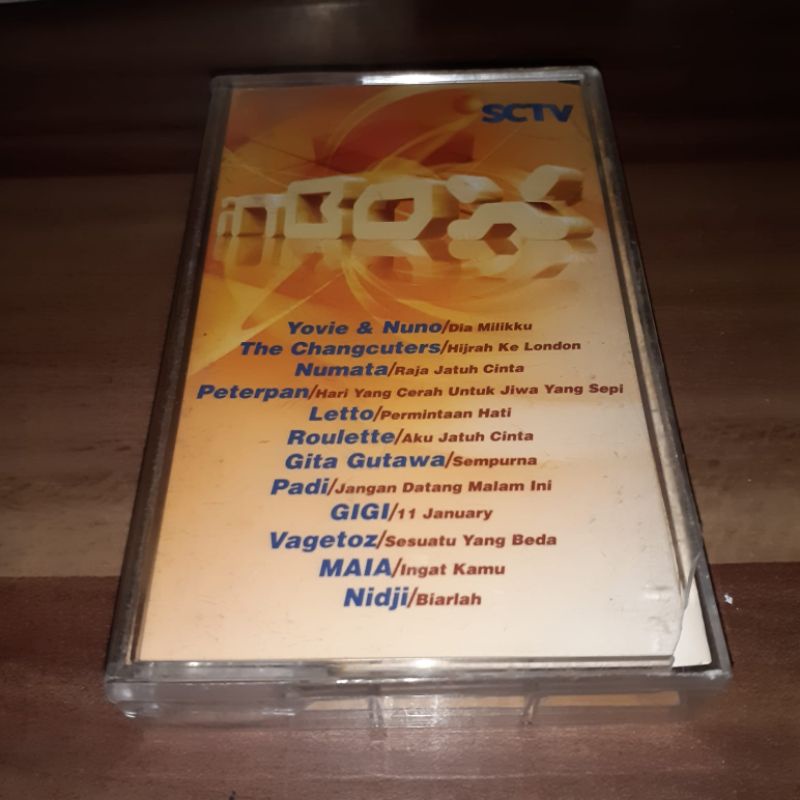 SCTV
inBOX
Yovie & Nuno/Dia Milikku
The Changcuters/Hijrah Ke London
Numata/Raja Jatuh Cinta
Peterpan/Hari Yang Cerah Untuk Jiwa Yang Sepi
Letto/Permintaan Hati
Roulette/Aku Jatuh Cinta
Gita Gutawa/Sempurna
Padi/Jangan Datang Malam Ini
GIGI/11 January
Vagetoz/Sesuatu Yang Beda
MAIA/Ingat Kamu
Nidji/Biarlah